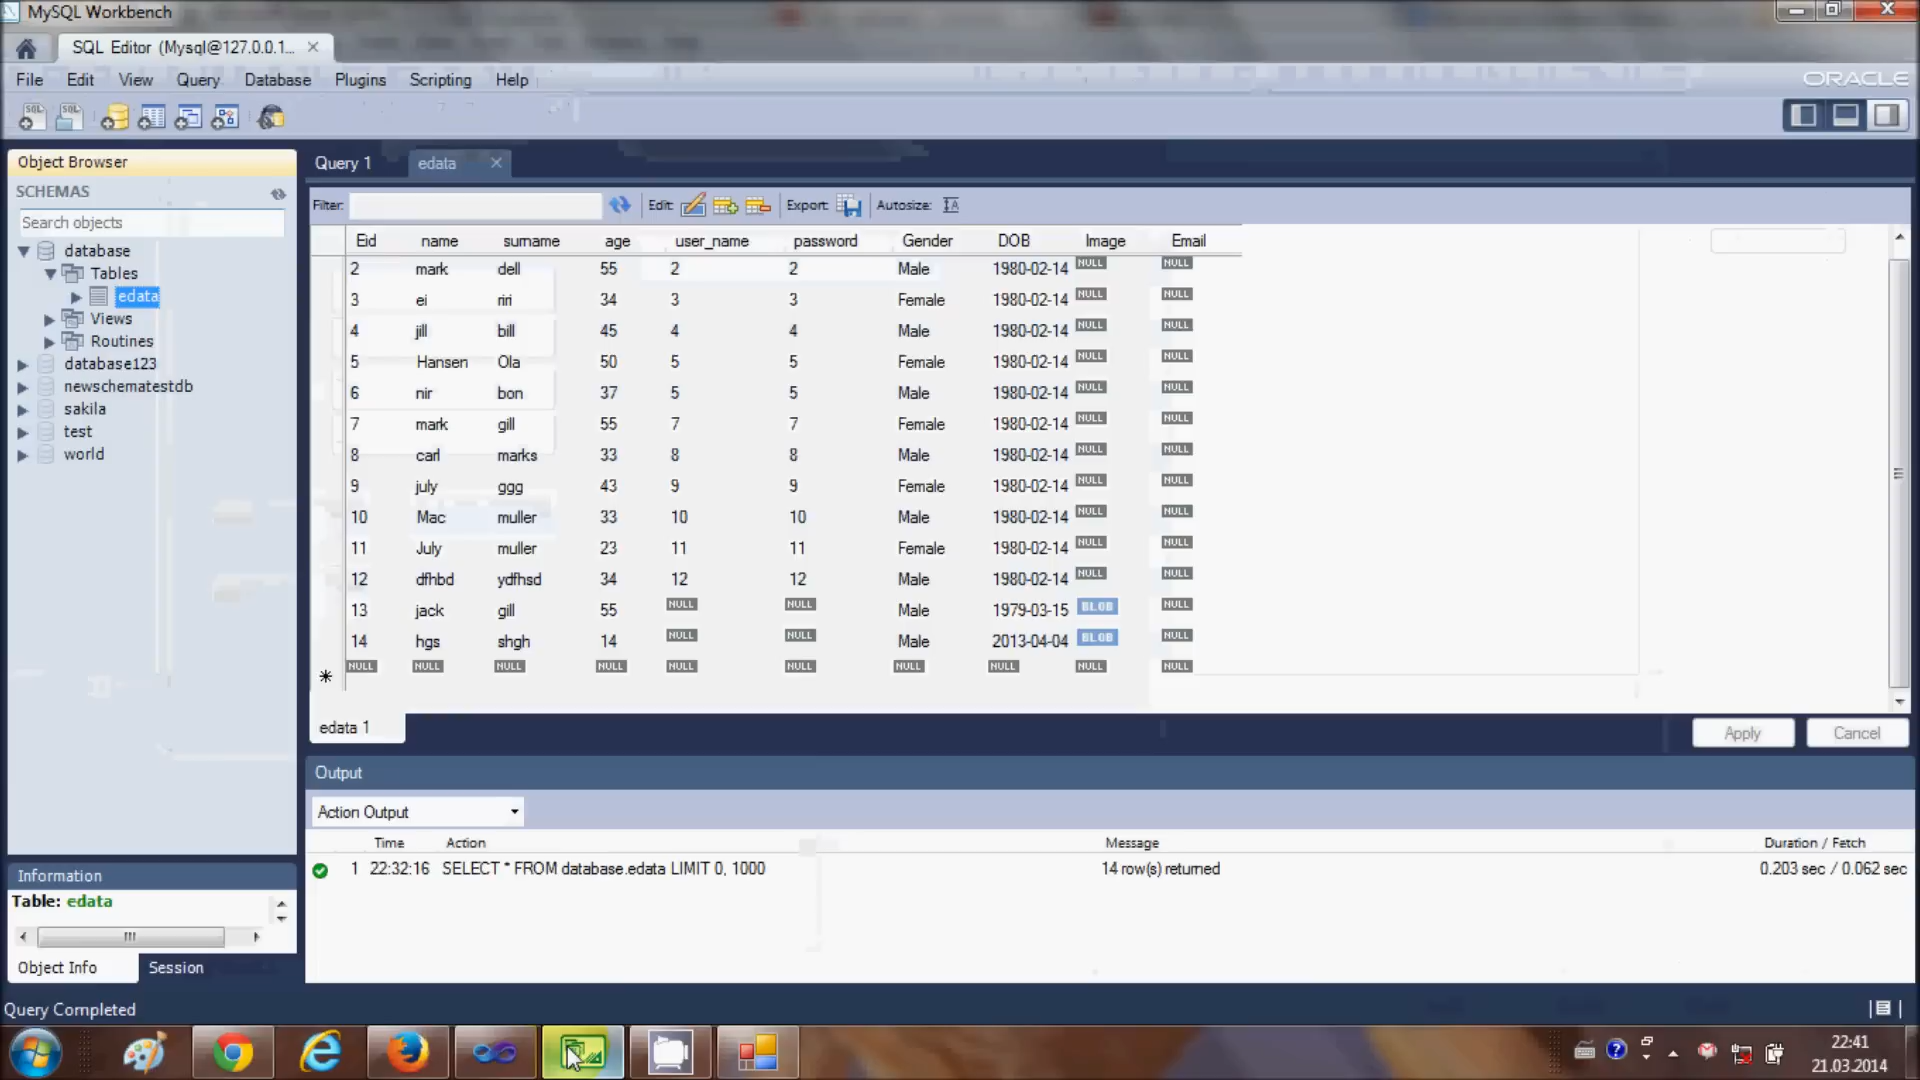 MySQL Workbench
SQL Editor (Mysql@127.0.0.1...
File Edit View Query Database Plugins Scripting Help
ORACLE
SQL SQL
Object Browser
SCHEMAS
Search objects
database
Tables
edata
Views
Routines
database123
newschematestdb
sakila
test
world
Query 1 edata
Filter: Edit: Export: Autosize:
Eid name surname age user_name password Gender DOB Image Email
2 mark dell 55 2 2 Male 1980-02-14 NULL NULL
3 ei riri 34 3 3 Female 1980-02-14 NULL NULL
4 jill bill 45 4 4 Male 1980-02-14 NULL NULL
5 Hansen Ola 50 5 5 Female 1980-02-14 NULL NULL
6 nir bon 37 5 5 Male 1980-02-14 NULL NULL
7 mark gill 55 7 7 Female 1980-02-14 NULL NULL
8 carl marks 33 8 8 Male 1980-02-14 NULL NULL
9 july ggg 43 9 9 Female 1980-02-14 NULL NULL
10 Mac muller 33 10 10 Male 1980-02-14 NULL NULL
11 July muller 23 11 11 Female 1980-02-14 NULL NULL
12 dfhbd ydfhsd 34 12 12 Male 1980-02-14 NULL NULL
13 jack gill 55 NULL NULL Male 1979-03-15 BLOB NULL
14 hgs shgh 14 NULL NULL Male 2013-04-04 BLOB NULL
* NULL NULL NULL NULL NULL NULL NULL NULL NULL NULL
edata 1
Apply Cancel
Output
Action Output
Time Action Message Duration / Fetch
1 22:32:16 SELECT * FROM database.edata LIMIT 0, 1000 14 row(s) returned 0.203 sec / 0.062 sec
Information
Table: edata
Object Info Session
Query Completed
22:41
21.03.2014